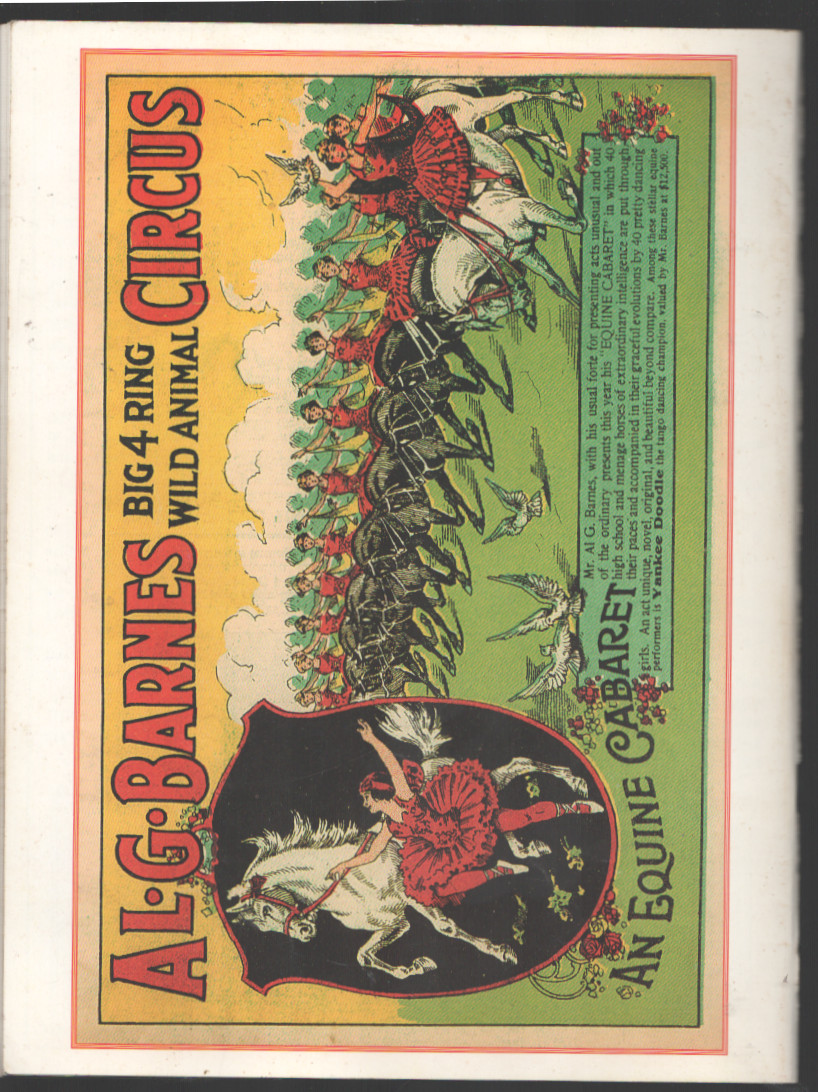 AL·G·BARNES BIG 4 RING WILD ANIMAL CIRCUS
AN EQUINE CABARET
Mr. Al G. Barnes, with his usual forte for presenting acts unusual and out
of the ordinary presents this year his "EQUINE CABARET" in which 40
high school and menage horses of extraordinary intelligence are put through
their paces and accompanied in their graceful evolutions by 40 pretty dancing
girls. An act unique, novel, original, and beautiful beyond compare. Among these stellar equine
performers is Yankee Doodle the tango dancing champion, valued by Mr. Barnes at $12,500.